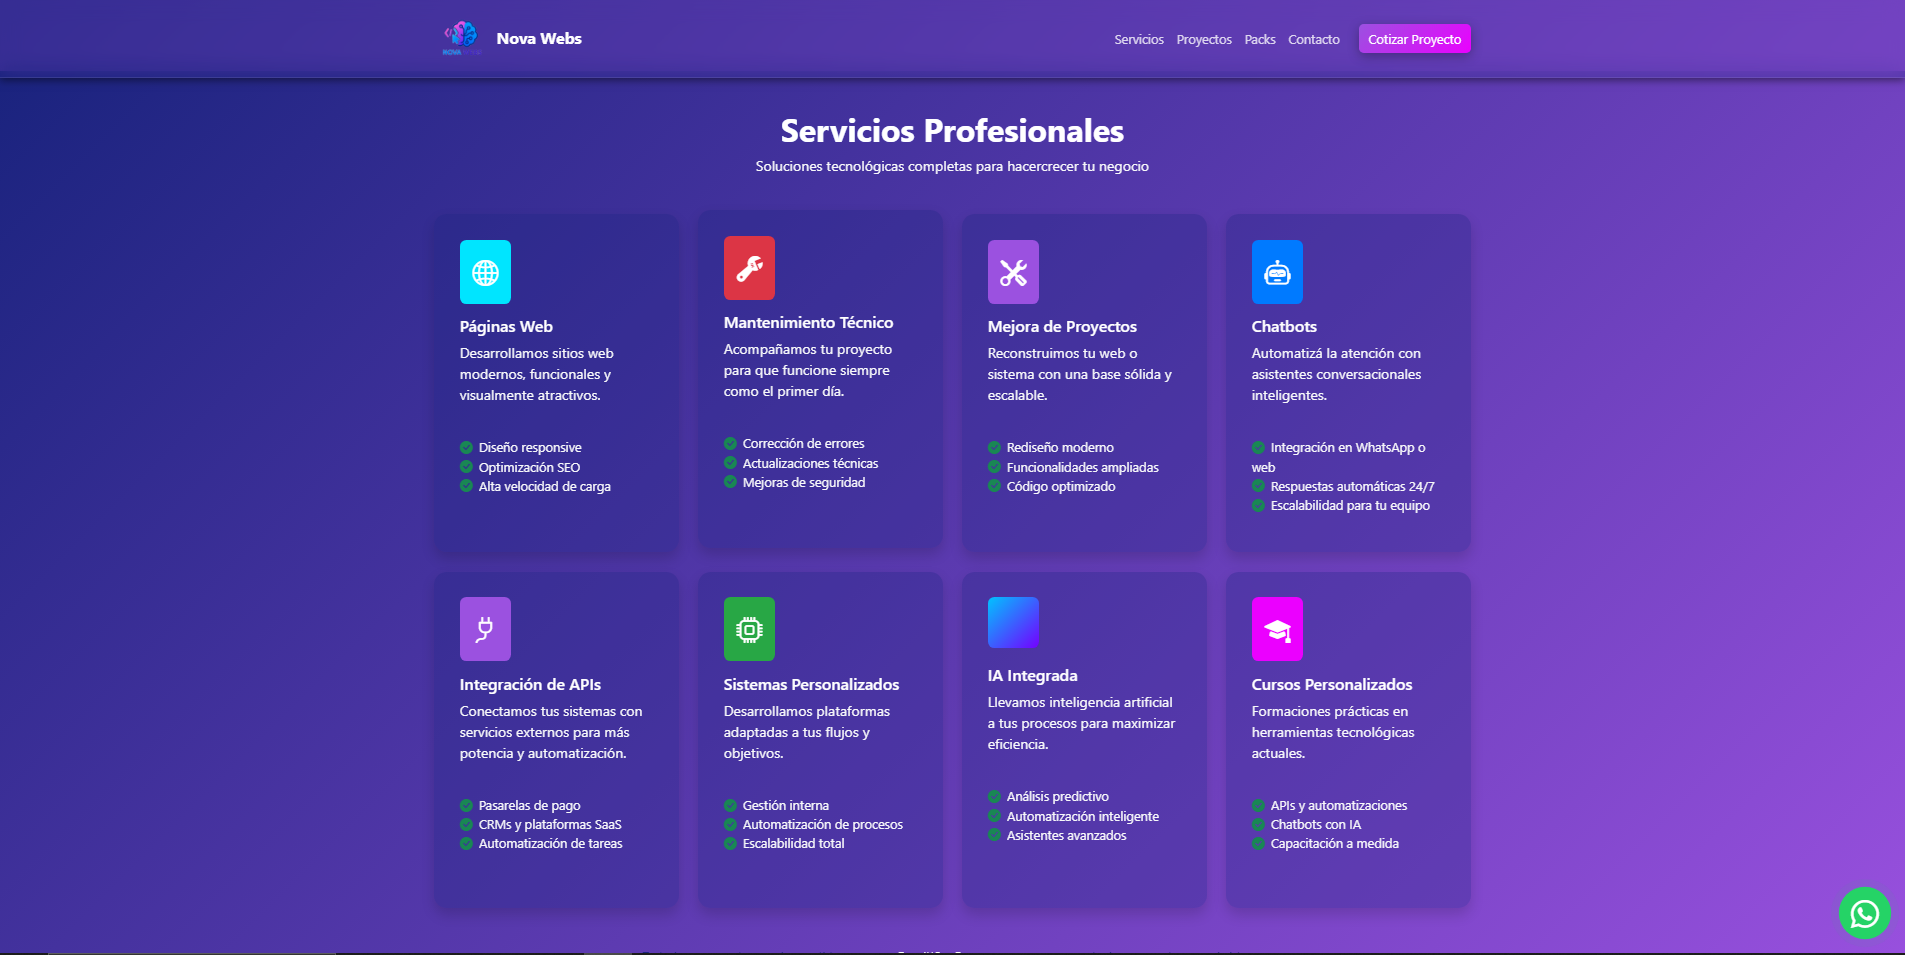 NOVA
Nova Webs
Servicios
Proyectos
Packs
Contacto
Cotizar Proyecto
Servicios Profesionales
Soluciones tecnológicas completas para hacercrecer tu negocio
Páginas Web
Desarrollamos sitios web
modernos, funcionales y
visualmente atractivos.
Diseño responsive
Optimización SEO
Alta velocidad de carga
Mantenimiento Técnico
Acompañamos tu proyecto
para que funcione siempre
como el primer día.
Corrección de errores
Actualizaciones técnicas
Mejoras de seguridad
Mejora de Proyectos
Reconstruimos tu web o
sistema con una base sólida y
escalable.
Rediseño moderno
Funcionalidades ampliadas
Código optimizado
Chatbots
Automatizá la atención con
asistentes conversacionales
inteligentes.
Integración en WhatsApp o
web
Respuestas automáticas 24/7
Escalabilidad para tu equipo
Integración de APIs
Conectamos tus sistemas con
servicios externos para más
potencia y automatización.
Pasarelas de pago
CRMs y plataformas SaaS
Automatización de tareas
Sistemas Personalizados
Desarrollamos plataformas
adaptadas a tus flujos y
objetivos.
Gestión interna
Automatización de procesos
Escalabilidad total
IA Integrada
Llevamos inteligencia artificial
a tus procesos para maximizar
eficiencia.
Análisis predictivo
Automatización inteligente
Asistentes avanzados
Cursos Personalizados
Formaciones prácticas en
herramientas tecnológicas
actuales.
APIs y automatizaciones
Chatbots con IA
Capacitación a medida